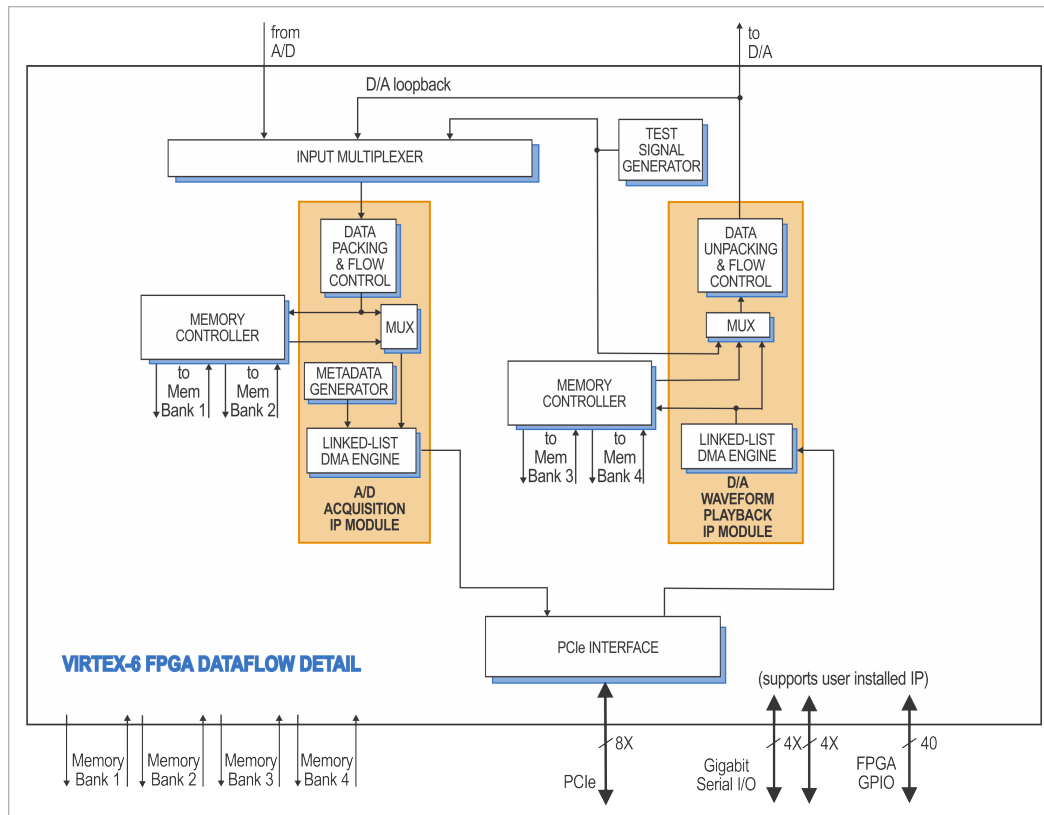 from
A/D
to
D/A
D/A loopback
INPUT MULTIPLEXER
TEST
SIGNAL
GENERATOR
DATA
PACKING
& FLOW
CONTROL
DATA
UNPACKING
& FLOW
CONTROL
MEMORY
CONTROLLER
MUX
MUX
to
Mem
Bank 1
to
Mem
Bank 2
METADATA
GENERATOR
MEMORY
CONTROLLER
LINKED-LIST
DMA ENGINE
to
Mem
Bank 3
to
Mem
Bank 4
LINKED-LIST
DMA ENGINE
A/D
ACQUISITION
IP MODULE
D/A
WAVEFORM
PLAYBACK
IP MODULE
PCIe INTERFACE
VIRTEX-6 FPGA DATAFLOW DETAIL
(supports user installed IP)
Memory
Bank 1
Memory
Bank 2
Memory
Bank 3
Memory
Bank 4
8X
PCIe
4X
4X
Gigabit
Serial I/O
40
FPGA
GPIO